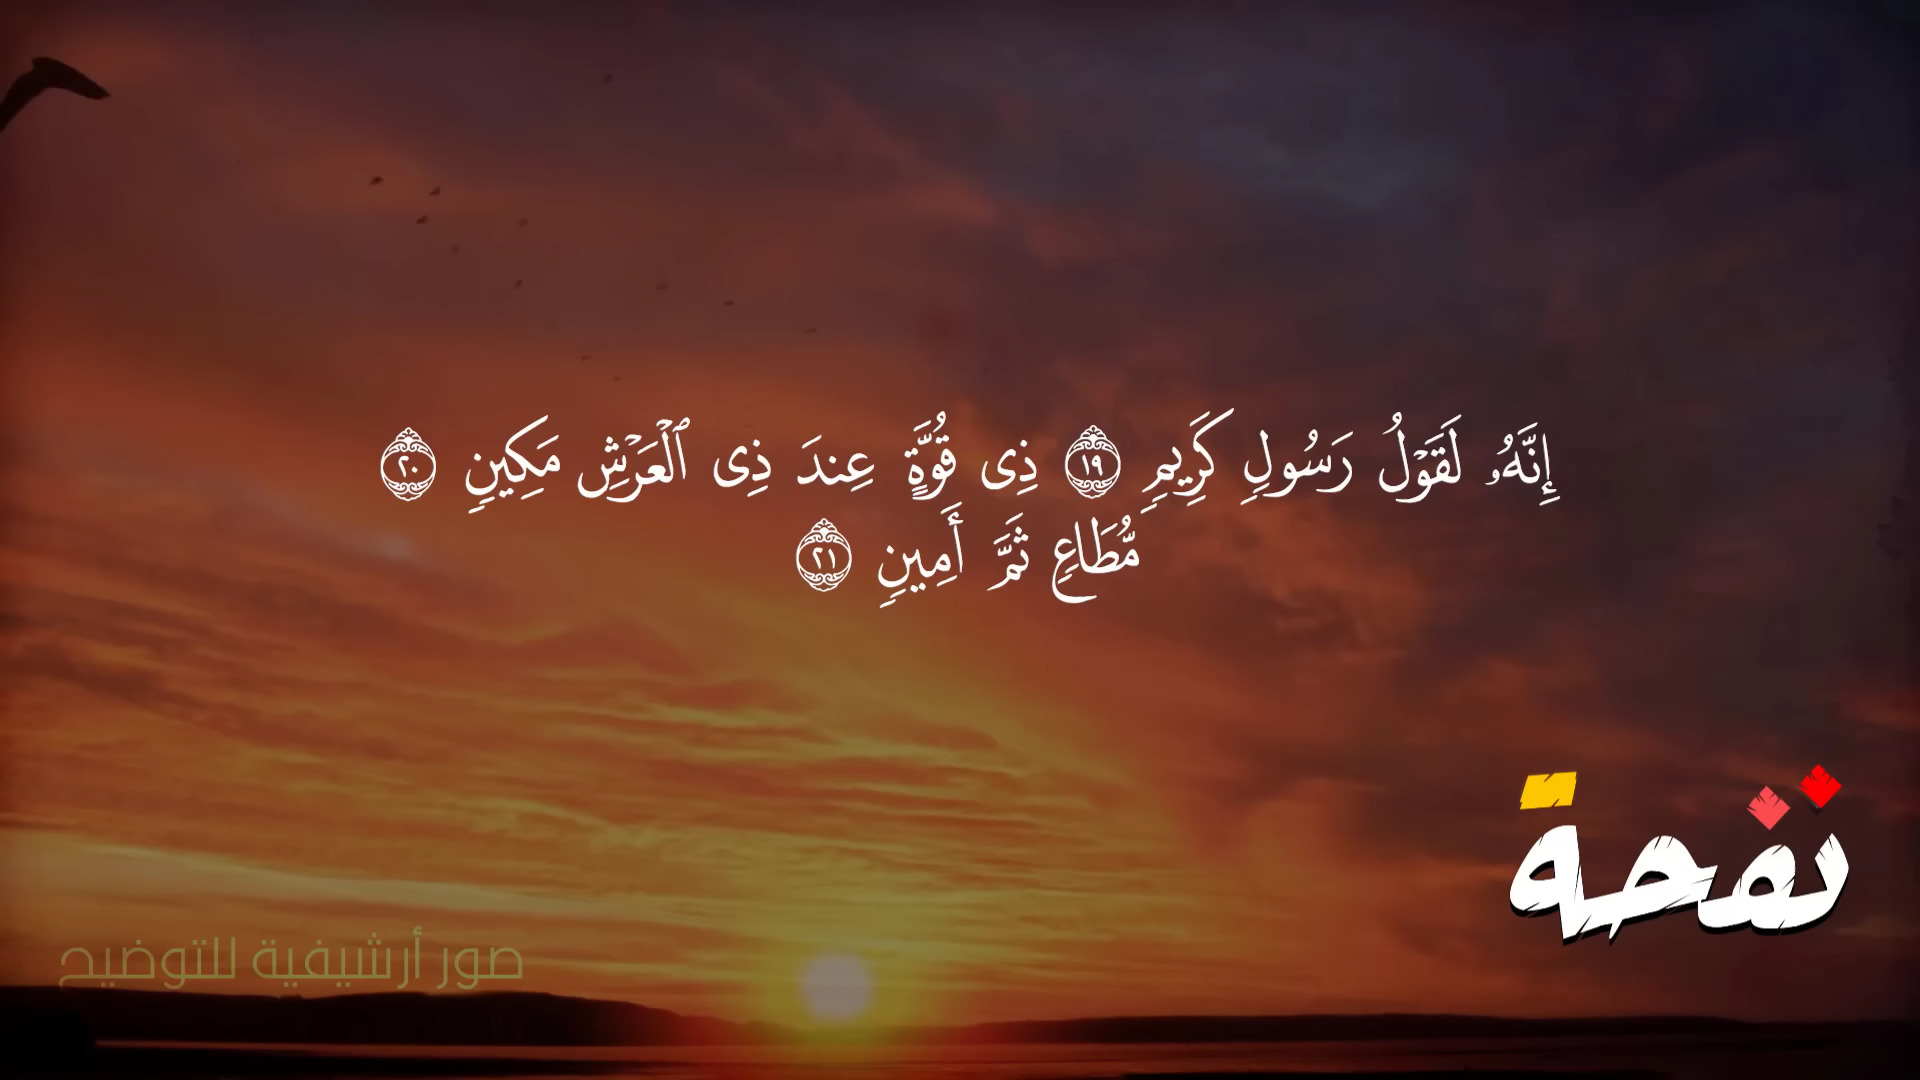 إِنَّهُۥ لَقَوْلُ رَسُولٍ كَرِيمٍ ١٩ ذِى قُوَّةٍ عِندَ ذِى ٱلْعَرْشِ مَكِينٍ ٢٠
مُّطَاعٍ ثَمَّ أَمِينٍ ٢١
نفحة
صور أرشيفية للتوضيح